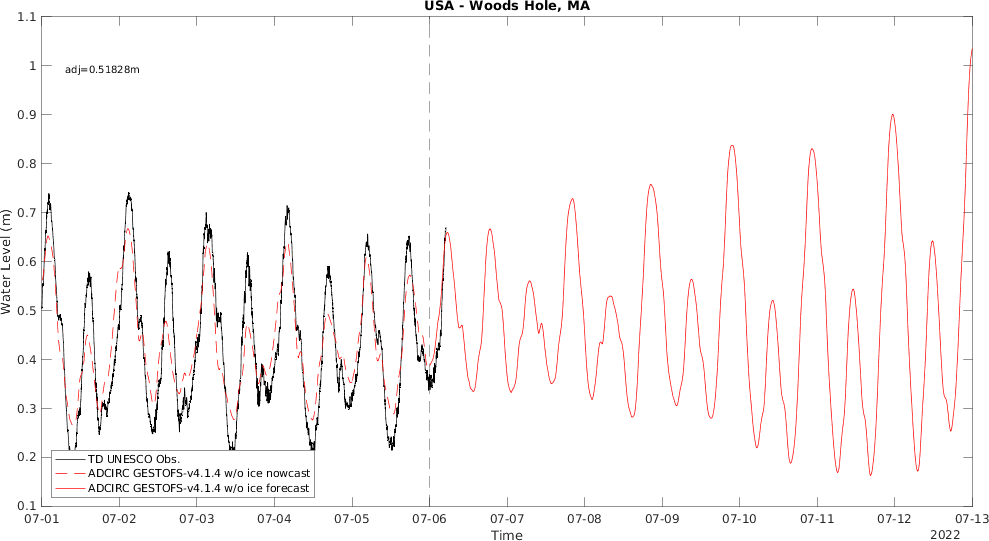 USA - Woods Hole, MA
1.1
1
0.9
0.8
0.7
0.6
0.5
0.4
0.3
0.2
0.1
Water Level (m)
adj=0.51828m
TD UNESCO Obs.
ADCIRC GESTOFS-v4.1.4 w/o ice nowcast
ADCIRC GESTOFS-v4.1.4 w/o ice forecast
07-01 07-02 07-03 07-04 07-05 07-06 07-07 07-08 07-09 07-10 07-11 07-12 07-13
Time
2022